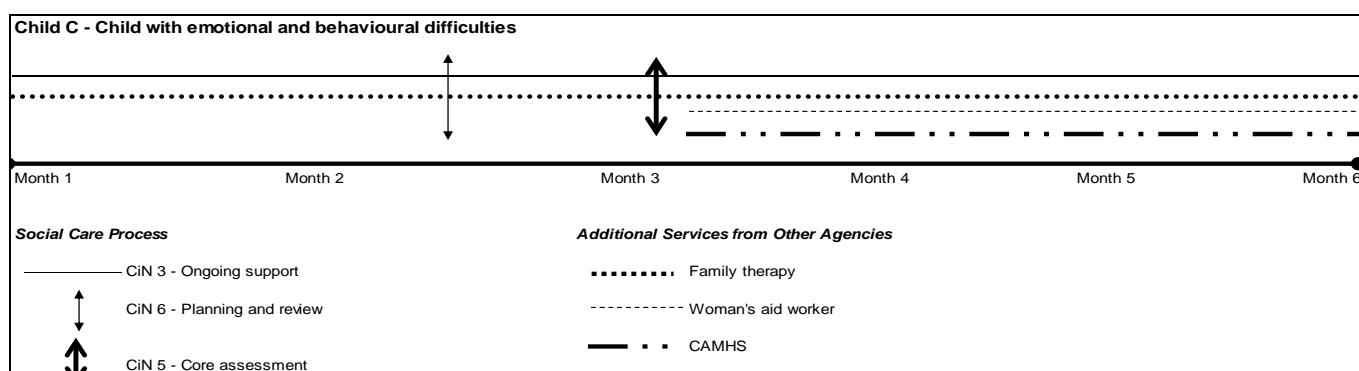 Child C - Child with emotional and behavioural difficulties
Month 1 Month 2 Month 3 Month 4 Month 5 Month 6
Social Care Process Additional Services from Other Agencies
CiN 3 - Ongoing support Family therapy
CiN 6 - Planning and review Woman's aid worker
CiN 5 - Core assessment CAMHS